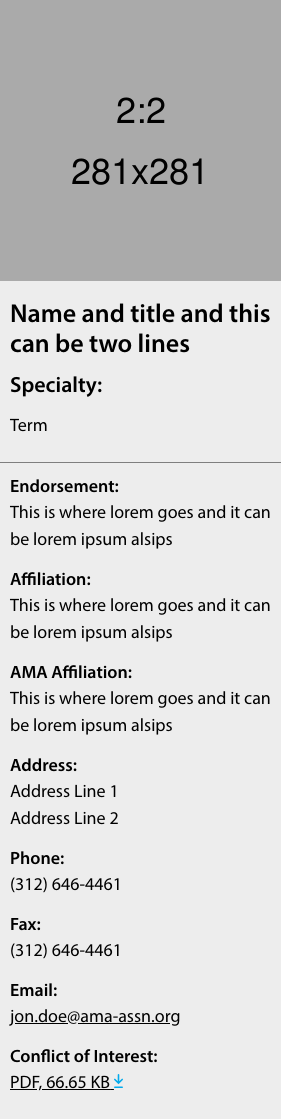 2:2
281x281
Name and title and this
can be two lines
Specialty:
Term
Endorsement:
This is where lorem goes and it can
be lorem ipsum alsips
Affiliation:
This is where lorem goes and it can
be lorem ipsum alsips
AMA Affiliation:
This is where lorem goes and it can
be lorem ipsum alsips
Address:
Address Line 1
Address Line 2
Phone:
(312) 646-4461
Fax:
(312) 646-4461
Email:
jon.doe@ama-assn.org
Conflict of Interest:
PDF, 66.65 KB